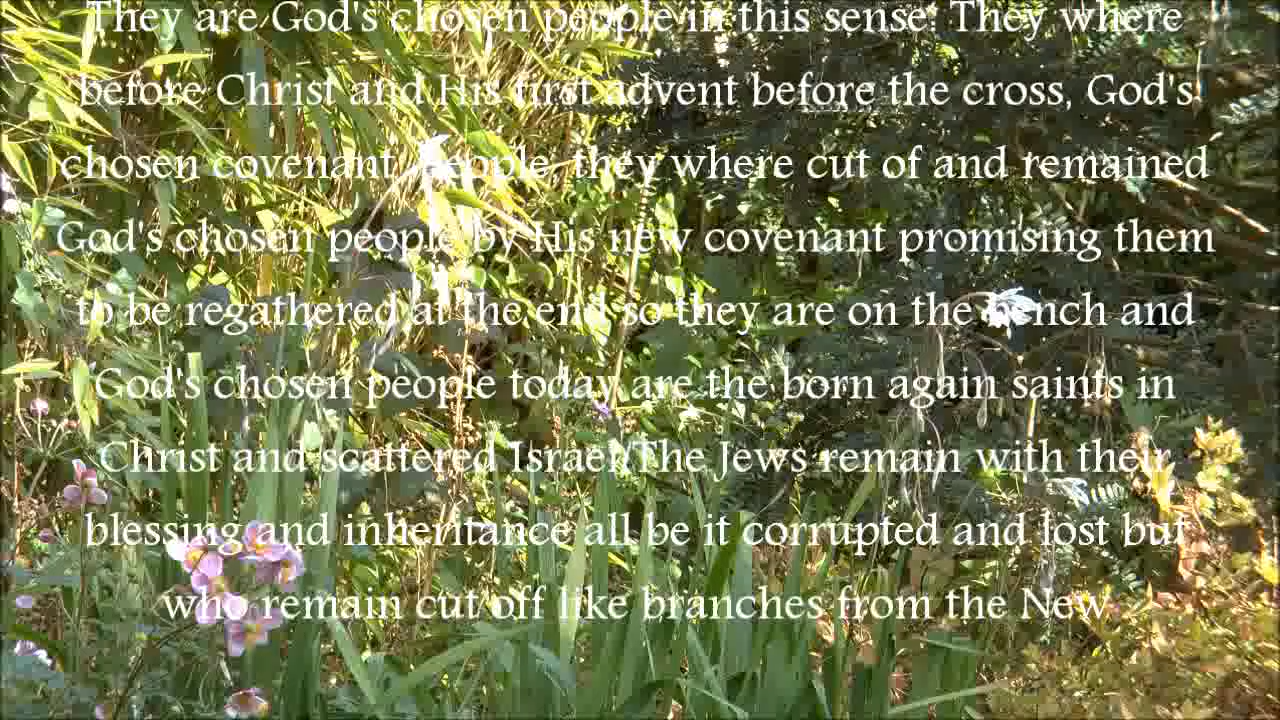 They are God's chosen people in this sense: They where
before Christ and His first advent before the cross, God's
chosen covenant people, they where cut of and remained
God's chosen people by His new covenant promising them
to be regathered at the end so they are on the bench and
God's chosen people today are the born again saints in
Christ and scattered Israel/The Jews remain with their
blessing and inheritance all be it corrupted and lost but
who remain cut off like branches from the New